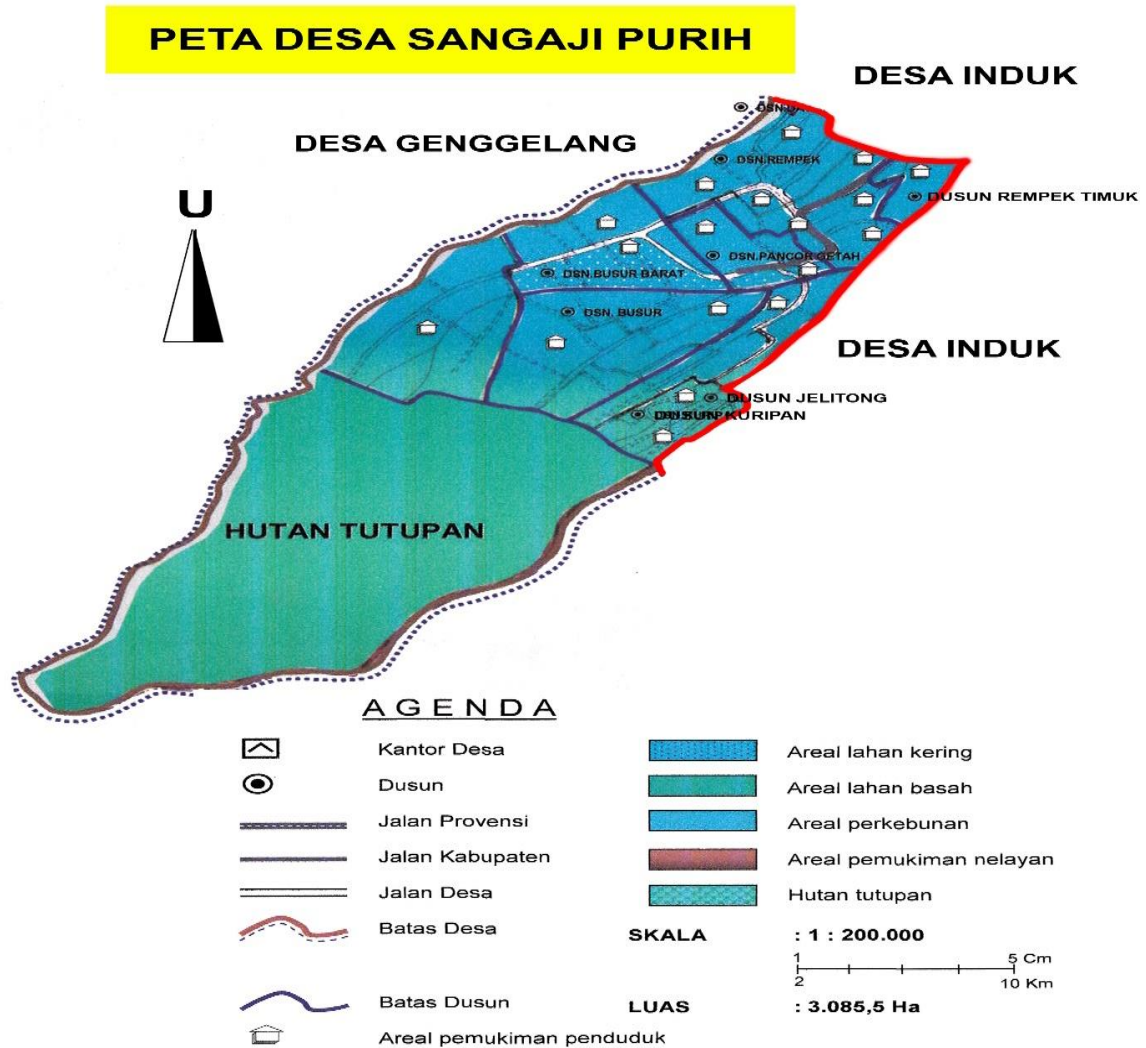 PETA DESA SANGAJI PURIH
DESA INDUK
DSN.
DESA GENGGELANG
DSN.REMPEK
U
DUSUN REMPEK TIMUK
DSN.PANCOR GETAH
DSN.BUSUR BARAT
DSN. BUSUR
DESA INDUK
DUSUN JELITONG
KURIPAN
HUTAN TUTUPAN
AGENDA
Kantor Desa
Dusun
Jalan Provensi
Jalan Kabupaten
Jalan Desa
Batas Desa
Batas Dusun
Areal pemukiman penduduk
Areal lahan kering
Areal lahan basah
Areal perkebunan
Areal pemukiman nelayan
Hutan tutupan
SKALA : 1 : 200.000
1 5 Cm
2 10 Km
LUAS : 3.085,5 Ha